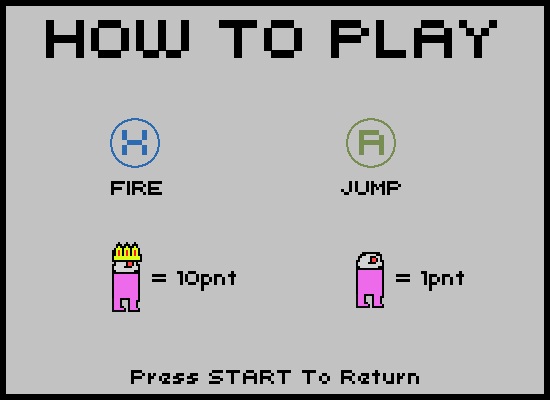 HOW TO PLAY
X A
FIRE JUMP
= 10pnt = 1pnt
Press START To Return